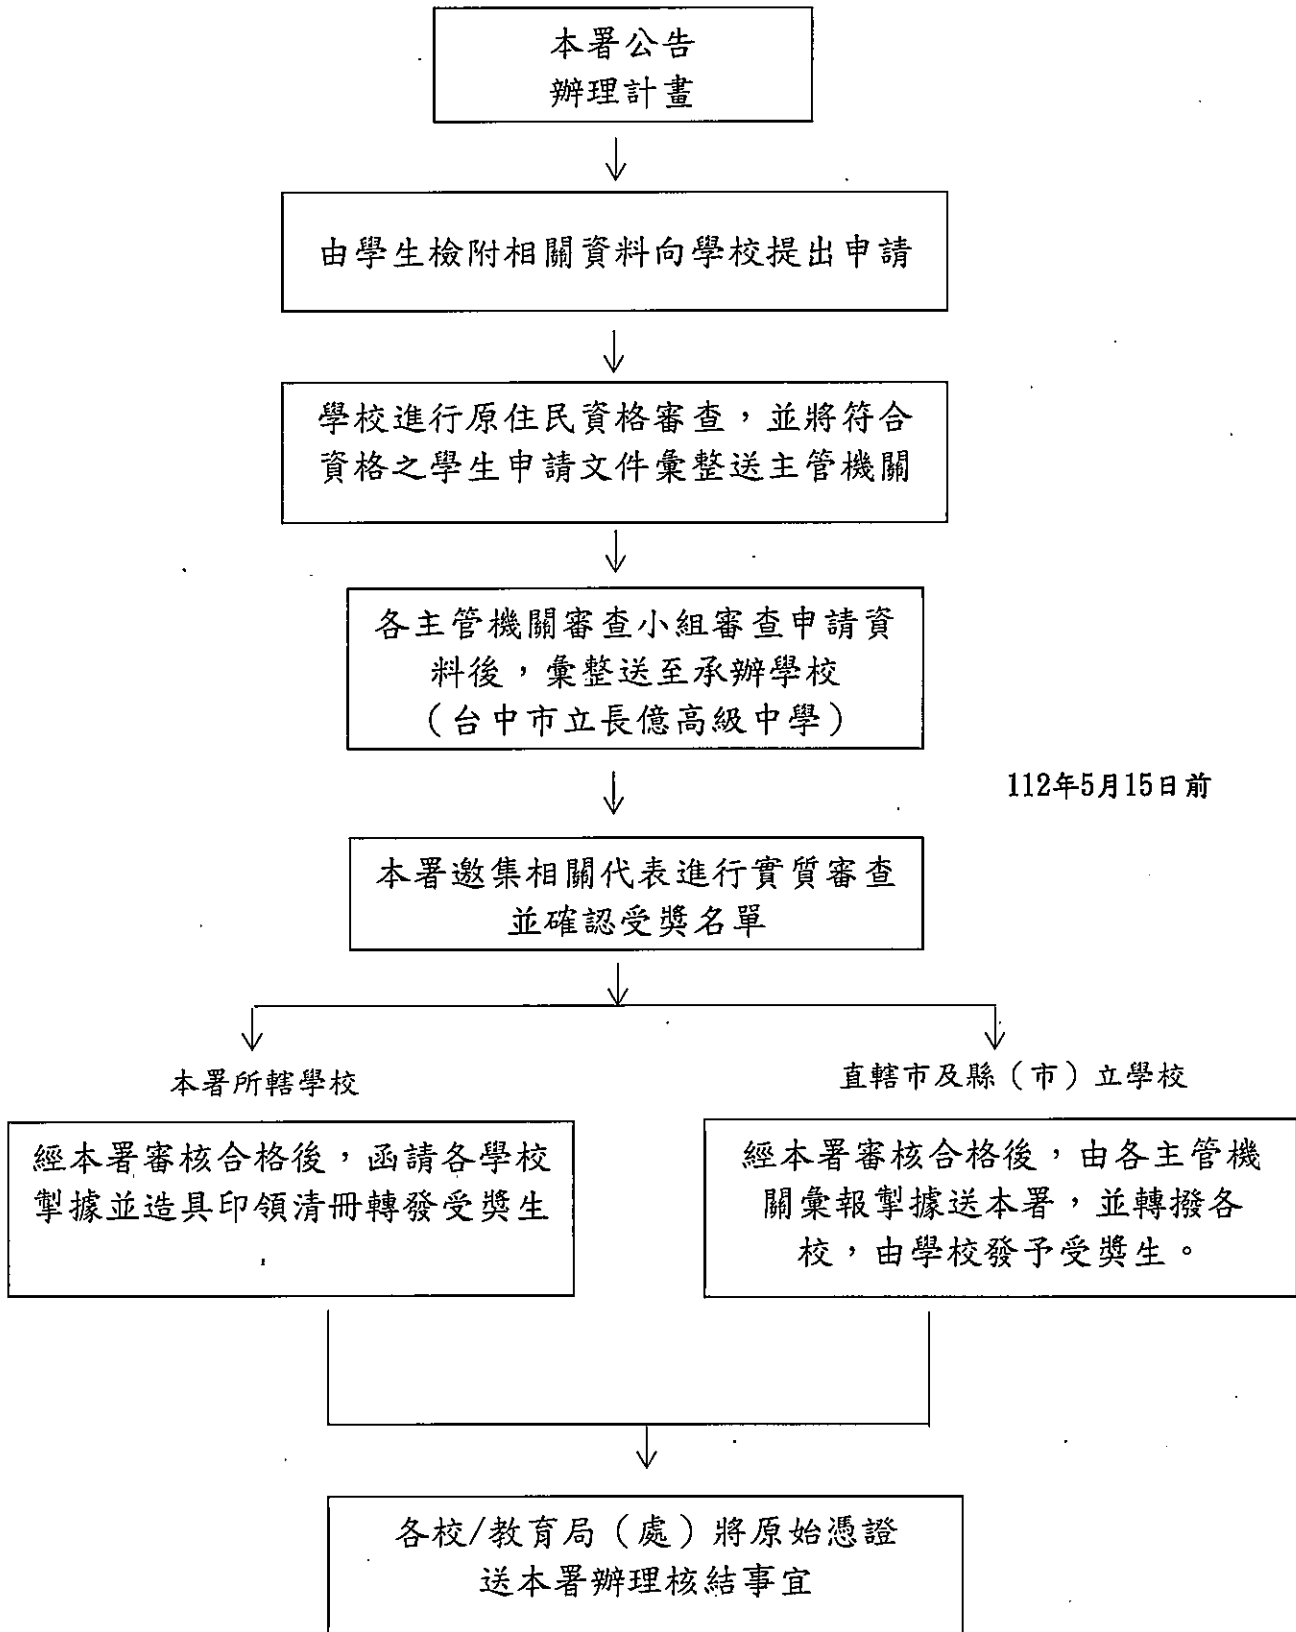 本署公告
辦理計畫
由學生檢附相關資料向學校提出申請
學校進行原住民資格審查，並將符合
資格之學生申請文件彙整送主管機關
各主管機關審查小組審查申請資
料後，彙整送至承辦學校
（台中市立長億高級中學）
112年5月15日前
本署邀集相關代表進行實質審查
並確認受獎名單
本署所轄學校
直轄市及縣（市）立學校
經本署審核合格後，函請各學校
掣據並造具印領清冊轉發受獎生
經本署審核合格後，由各主管機
關彙報掣據送本署，並轉撥各
校，由學校發予受獎生。
各校/教育局（處）將原始憑證
送本署辦理核結事宜